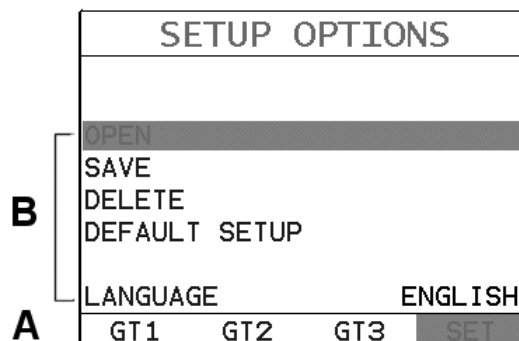 SETUP OPTIONS
OPEN
B
SAVE
DELETE
DEFAULT SETUP
LANGUAGE ENGLISH
A
GT1 GT2 GT3 SET